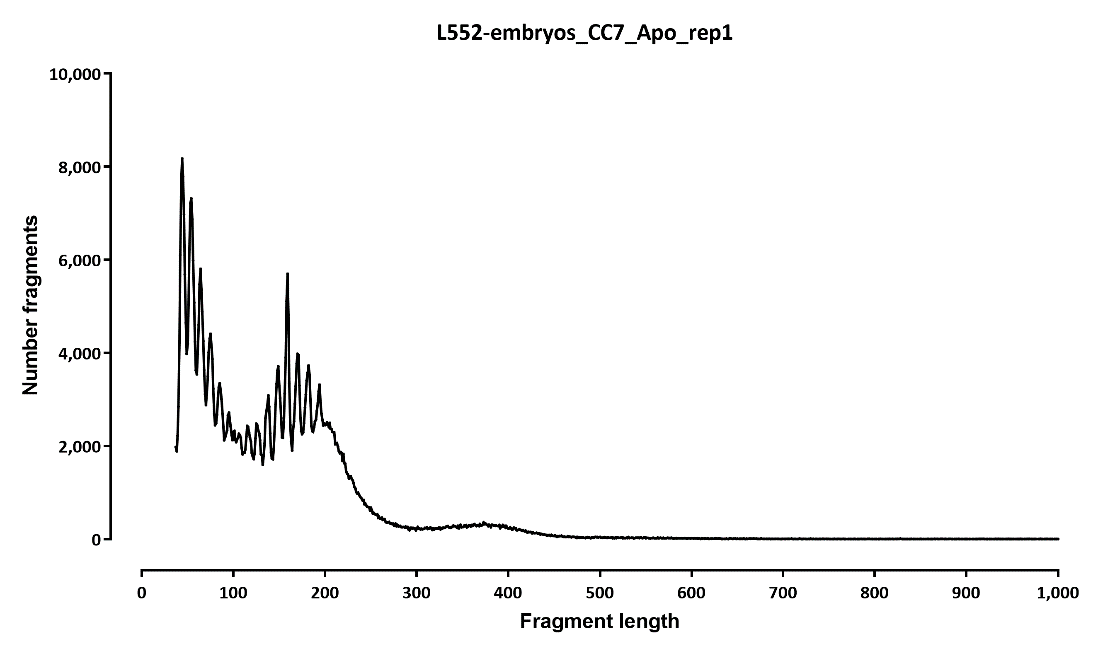 L552-embryos_CC7_Apo_rep1
10,000
8,000
6,000
4,000
2,000
0
Number fragments
0 100 200 300 400 500 600 700 800 900 1,000
Fragment length